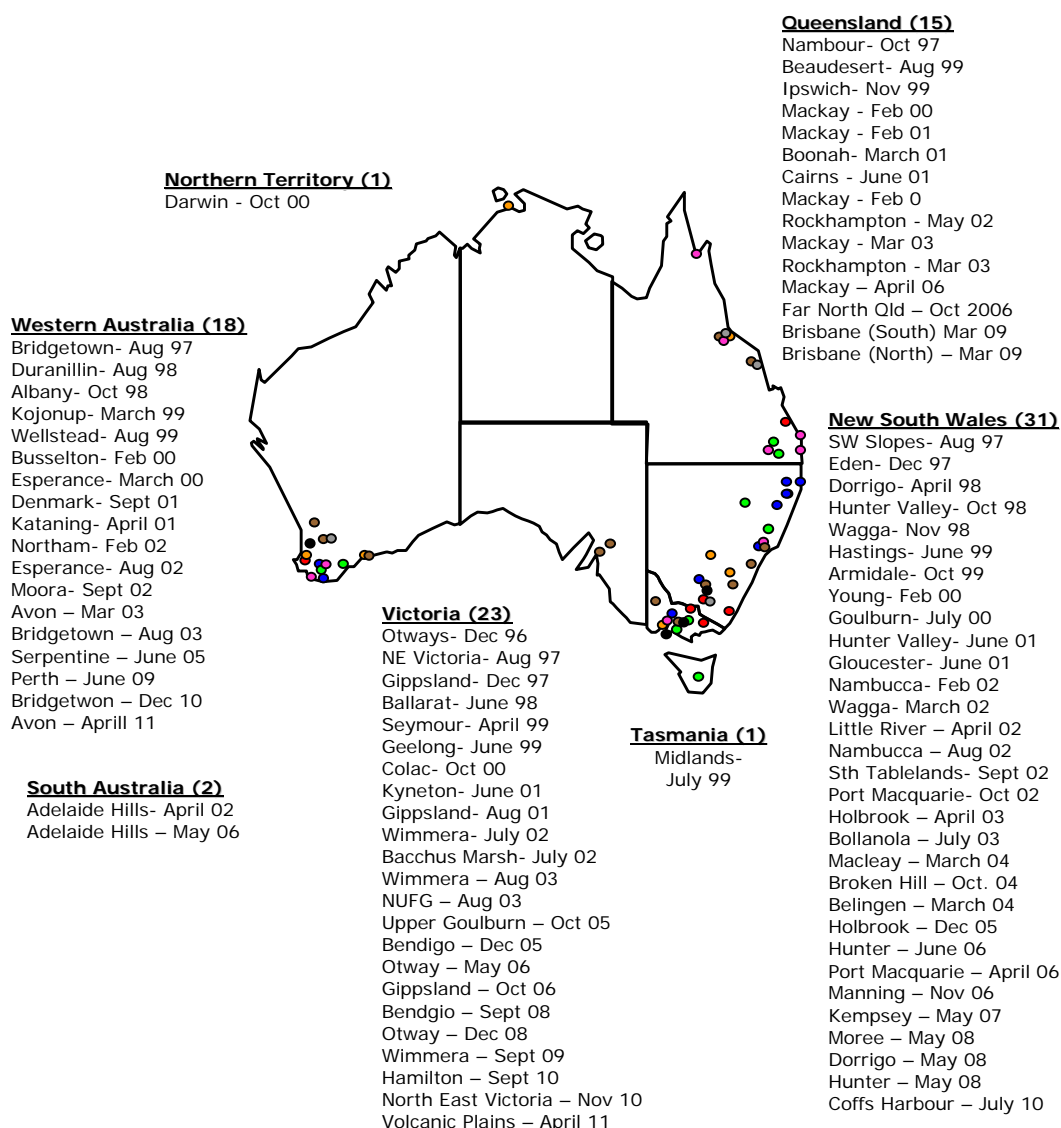 Queensland (15)
Nambour- Oct 97
Beaudesert- Aug 99
Ipswich- Nov 99
Mackay - Feb 00
Mackay - Feb 01
Boonah- March 01
Cairns - June 01
Mackay - Feb 0
Rockhampton - May 02
Mackay - Mar 03
Rockhampton - Mar 03
Mackay – April 06
Far North Qld – Oct 2006
Brisbane (South) Mar 09
Brisbane (North) – Mar 09
Northern Territory (1)
Darwin - Oct 00
Western Australia (18)
Bridgetown- Aug 97
Duranillin- Aug 98
Albany- Oct 98
Kojonup- March 99
Wellstead- Aug 99
Busselton- Feb 00
Esperance- March 00
Denmark- Sept 01
Kataning- April 01
Northam- Feb 02
Esperance- Aug 02
Moora- Sept 02
Avon – Mar 03
Bridgetown – Aug 03
Serpentine – June 05
Perth – June 09
Bridgetwon – Dec 10
Avon – Aprill 11
New South Wales (31)
SW Slopes- Aug 97
Eden- Dec 97
Dorrigo- April 98
Hunter Valley- Oct 98
Wagga- Nov 98
Hastings- June 99
Armidale- Oct 99
Young- Feb 00
Goulburn- July 00
Hunter Valley- June 01
Gloucester- June 01
Nambucca- Feb 02
Wagga- March 02
Little River – April 02
Nambucca – Aug 02
Sth Tablelands- Sept 02
Port Macquarie- Oct 02
Holbrook – April 03
Bollanola – July 03
Macleay – March 04
Broken Hill – Oct. 04
Belingen – March 04
Holbrook – Dec 05
Hunter – June 06
Port Macquarie – April 06
Manning – Nov 06
Kempsey – May 07
Moree – May 08
Dorrigo – May 08
Hunter – May 08
Coffs Harbour – July 10
Victoria (23)
Otways- Dec 96
NE Victoria- Aug 97
Gippsland- Dec 97
Ballarat- June 98
Seymour- April 99
Geelong- June 99
Colac- Oct 00
Kyneton- June 01
Gippsland- Aug 01
Wimmera- July 02
Bacchus Marsh- July 02
Wimmera – Aug 03
NUFG – Aug 03
Upper Goulburn – Oct 05
Bendigo – Dec 05
Otway – May 06
Gippsland – Oct 06
Bendgio – Sept 08
Otway – Dec 08
Wimmera – Sept 09
Hamilton – Sept 10
North East Victoria – Nov 10
Volcanic Plains – April 11
Tasmania (1)
Midlands-
July 99
South Australia (2)
Adelaide Hills- April 02
Adelaide Hills – May 06